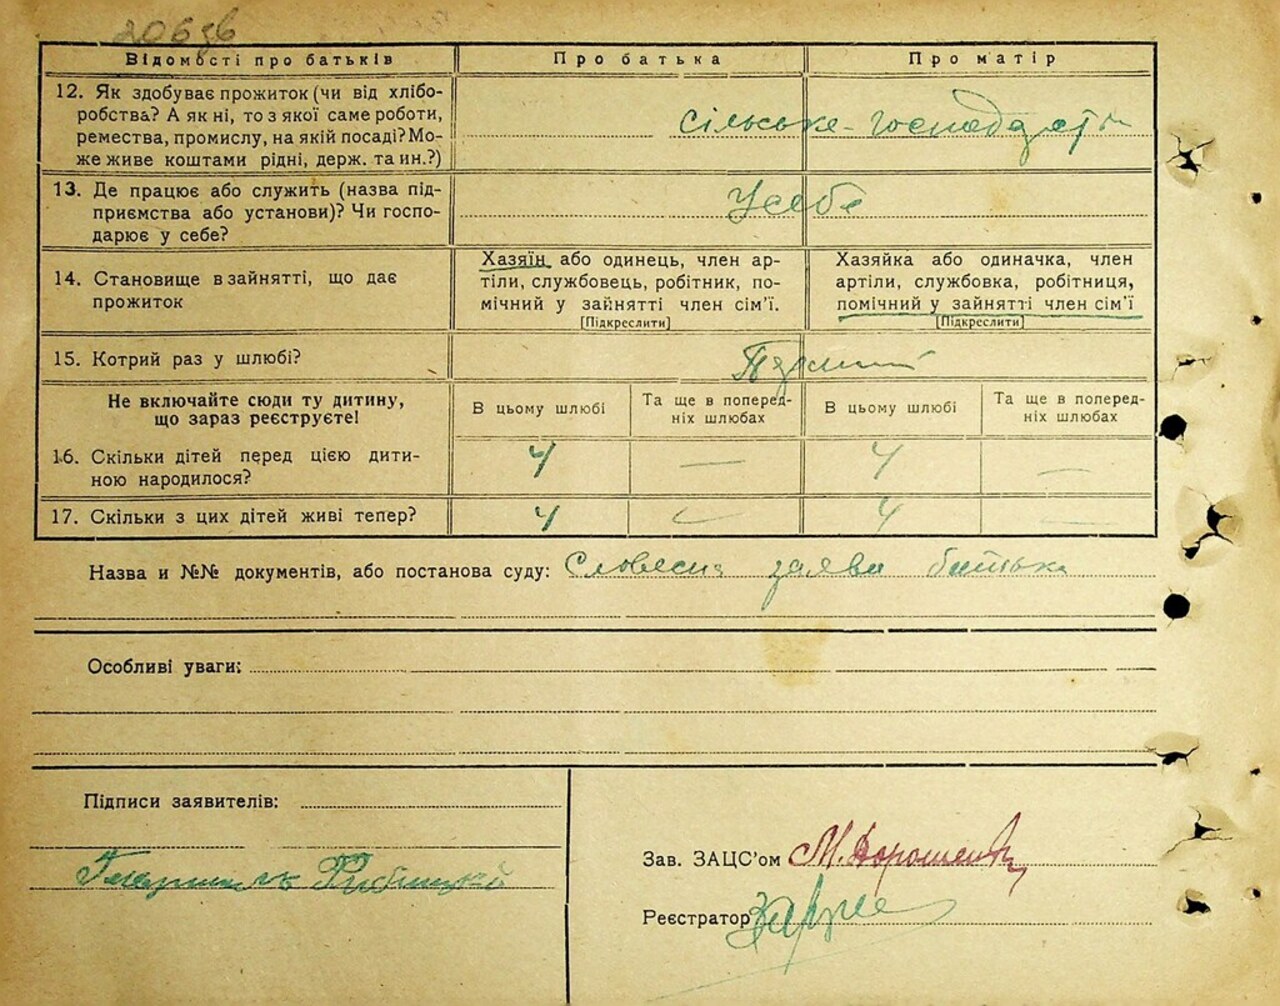 Відомості про батьків Про батька Про матір
12. Як здобуває прожиток (чи від хлібо-
робства? А як ні, то з якої саме роботи,
ремества, промислу, на якій посаді? Мо-
же живе коштами рідні, держ. та ин.?)
сільське-господарст
13. Де працює або служить (назва під-
приємства або установи)? Чи госпо-
дарює у себе?
У себе
14. Становище в зайнятті, що дає
прожиток
Хазяїн або одинець, член ар-
тіли, службовець, робітник, по-
мічний у зайнятті член сім'ї.
[Підкреслити]
Хазяйка або одиначка, член
артіли, службовка, робітниця,
помічний у зайнятті член сім'ї
[Підкреслити]
15. Котрий раз у шлюбі?
Не включайте сюди ту дитину,
що зараз реєструєте!
В цьому шлюбі
Та ще в поперед-
ніх шлюбах
В цьому шлюбі
Та ще в поперед-
ніх шлюбах
16. Скільки дітей перед цією дити-
ною народилося?
4 — 4 —
17. Скільки з цих дітей живі тепер?
4 — 4 —
Назва и №№ документів, або постанова суду: Словесна заява батька
Особливі уваги:
Підписи заявителів:
Зав. ЗАЦС'ом М. Дорошенко
Реєстратор